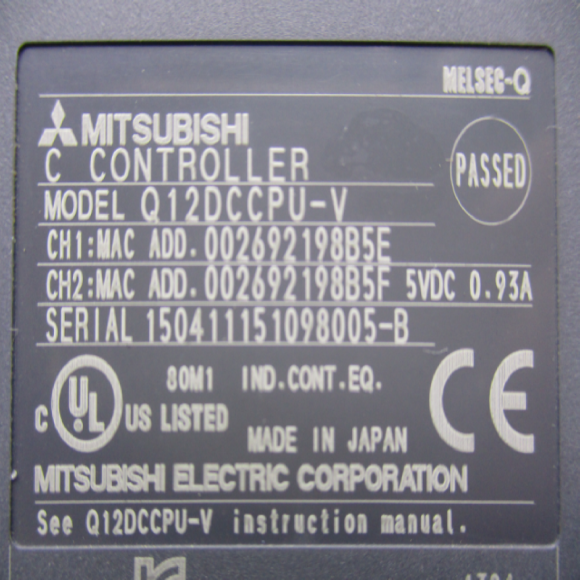 MELSEC-Q
MITSUBISHI
C CONTROLLER
PASSED
MODEL Q12DCCPU-V
CH1:MAC ADD.002692198B5E
CH2:MAC ADD.002692198B5F 5VDC 0.93A
SERIAL 150411151098005-B
80M1 IND.CONT.EQ.
C UL US LISTED
CE
MADE IN JAPAN
MITSUBISHI ELECTRIC CORPORATION
See Q12DCCPU-V instruction manual.